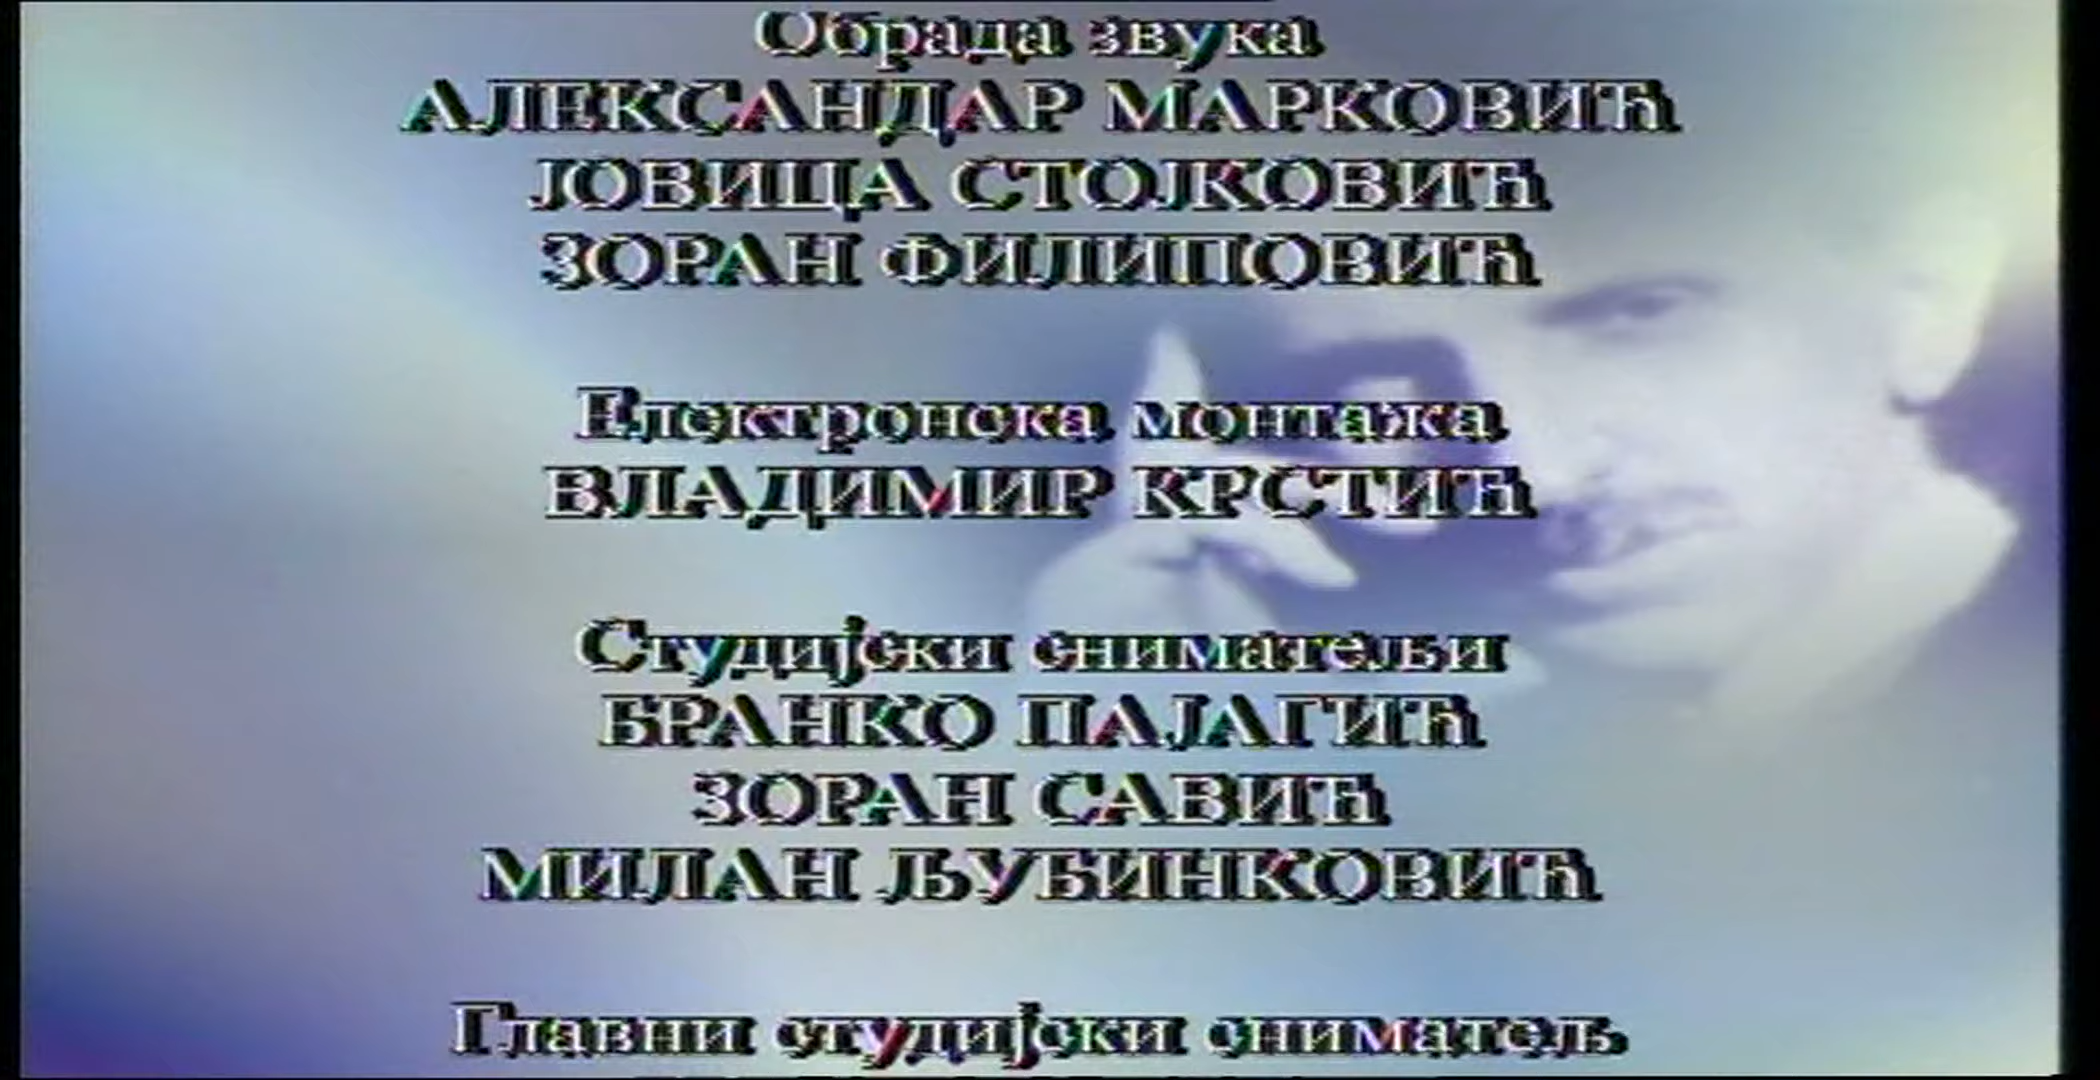 Обрада звука
АЛЕКСАНДАР МАРКОВИЋ
ЈОВИЦА СТОЈКОВИЋ
ЗОРАН ФИЛИПОВИЋ
Електронска монтажа
ВЛАДИМИР КРСТИЋ
Студијски сниматељи
БРАНКО ПАЈАГИЋ
ЗОРАН САВИЋ
МИЛАН ЉУБИНКОВИЋ
Главни студијски сниматељ